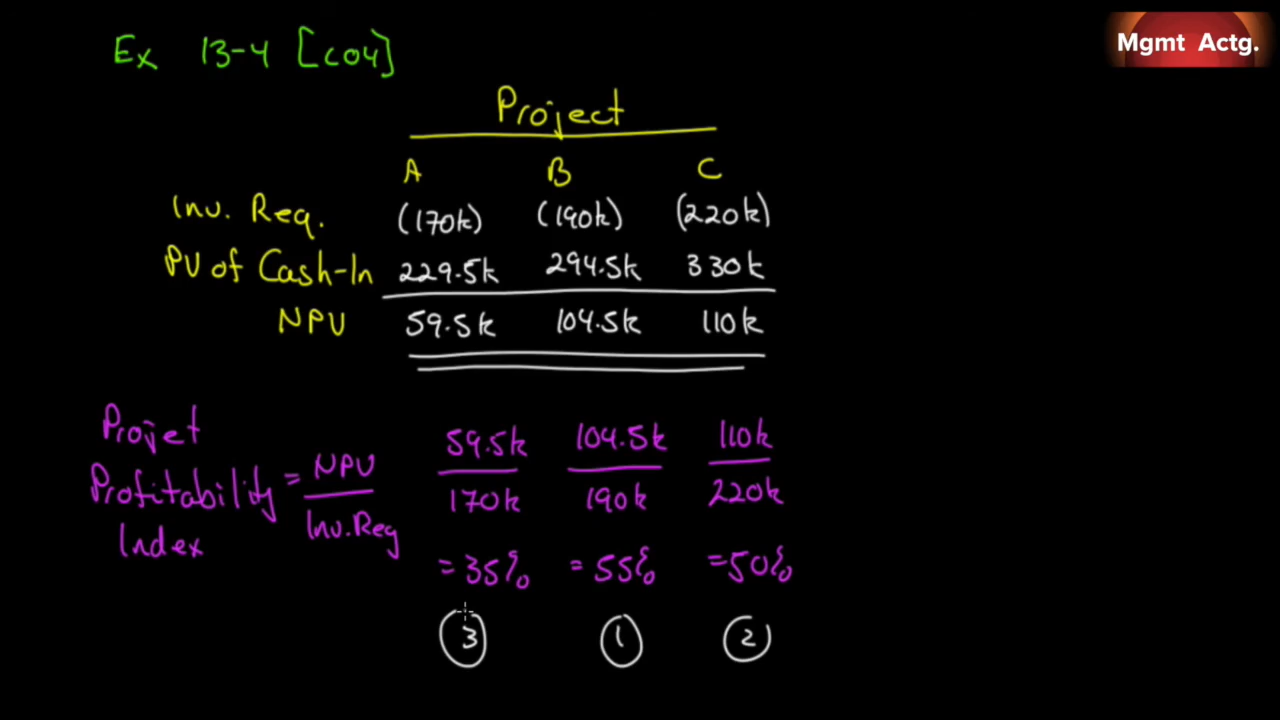 Mgmt Actg.
Ex 13-4 [CO4]
Project
A B C
Inv. Req. (170k) (190k) (220k)
PV of Cash-In 229.5k 294.5k 330k
NPV 59.5k 104.5k 110k
Projet
Profitability = NPV / Inv.Req 59.5k / 170k 104.5k / 190k 110k / 220k
Index
=35% =55% =50%
3 1 2